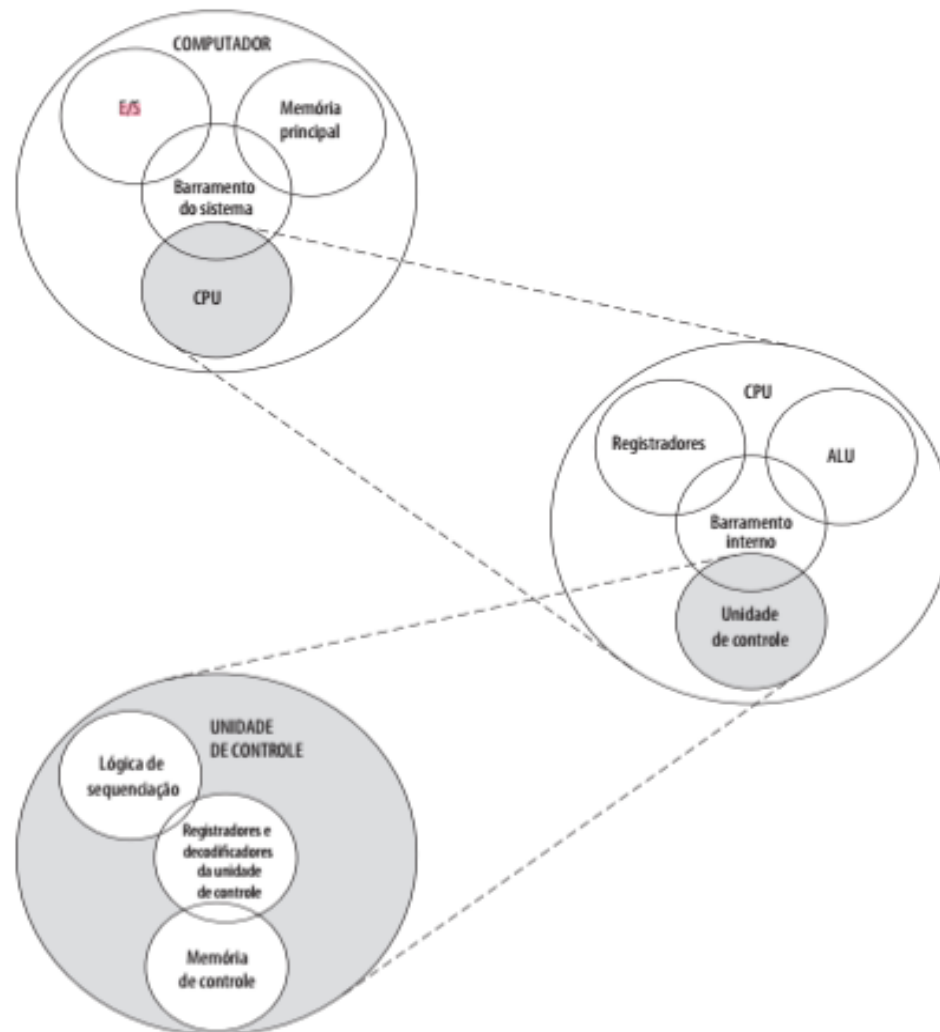 COMPUTADOR
E/S
Memória
principal
Barramento
do sistema
CPU
CPU
Registradores
ALU
Barramento
interno
Unidade
de controle
UNIDADE
DE CONTROLE
Lógica de
sequenciação
Registradores e
decodificadores
da unidade
de controle
Memória
de controle